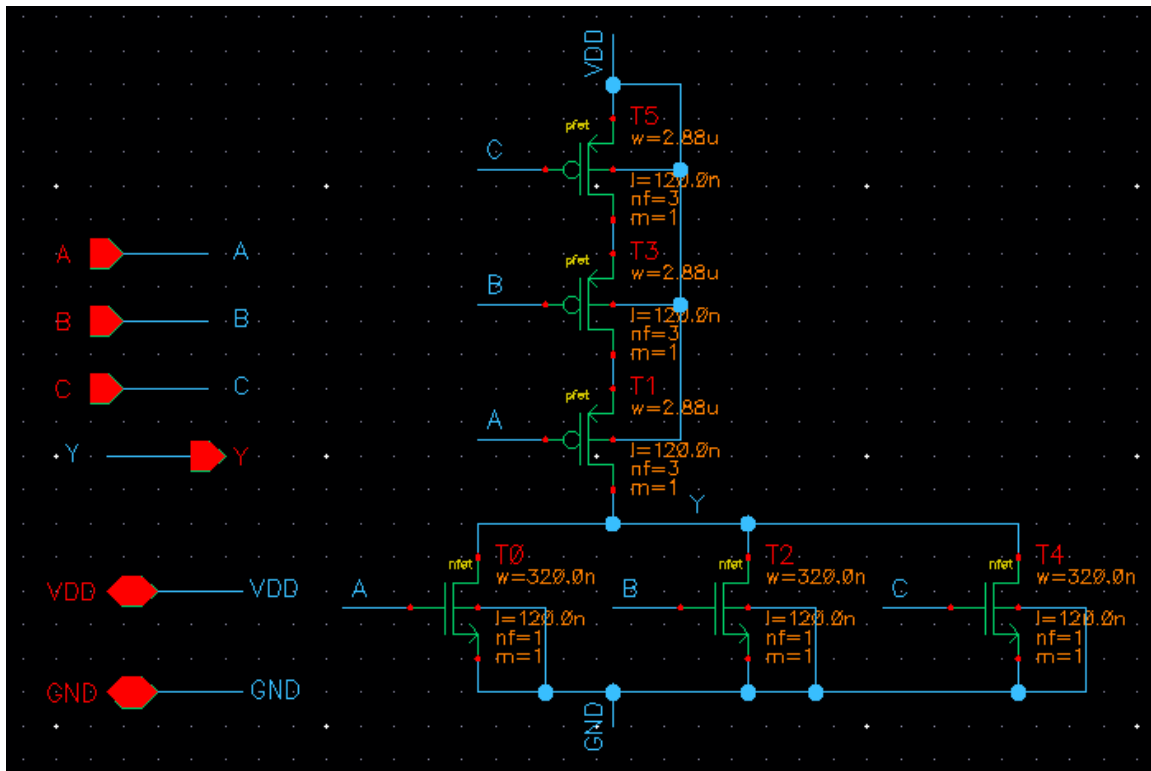 VDD
pfet
T5
w=2.88u
C
l=120.0n
nf=3
m=1
A
A
pfet
T3
w=2.88u
B
l=120.0n
nf=3
m=1
B
B
C
C
pfet
T1
w=2.88u
A
l=120.0n
nf=3
m=1
Y
Y
Y
nfet
T0
w=320.0n
A
l=120.0n
nf=1
m=1
nfet
T2
w=320.0n
B
l=120.0n
nf=1
m=1
nfet
T4
w=320.0n
C
l=120.0n
nf=1
m=1
VDD
VDD
GND
GND
GND